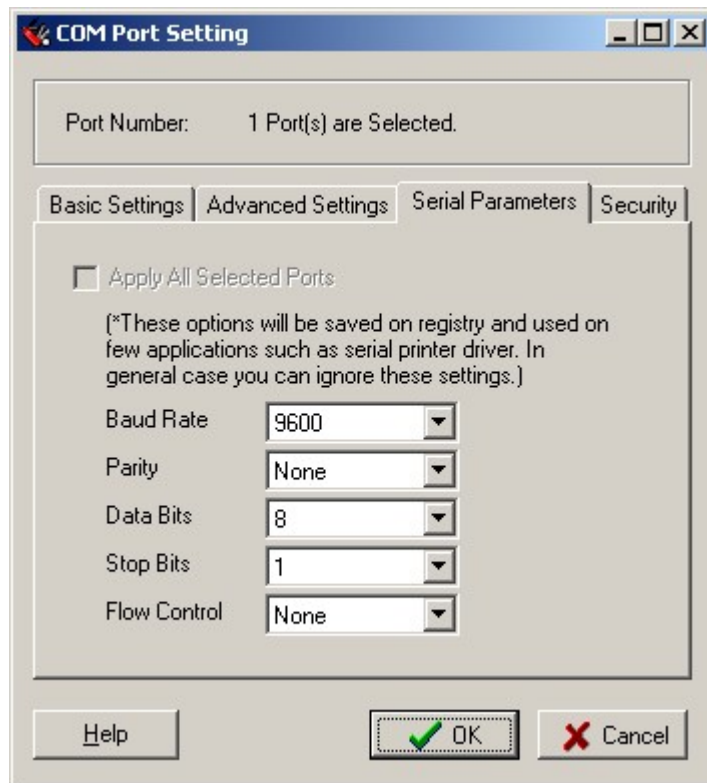 COM Port Setting
Port Number: 1 Port(s) are Selected.
Basic Settings Advanced Settings Serial Parameters Security
Apply All Selected Ports
(*These options will be saved on registry and used on
few applications such as serial printer driver. In
general case you can ignore these settings.)
Baud Rate 9600
Parity None
Data Bits 8
Stop Bits 1
Flow Control None
Help OK Cancel